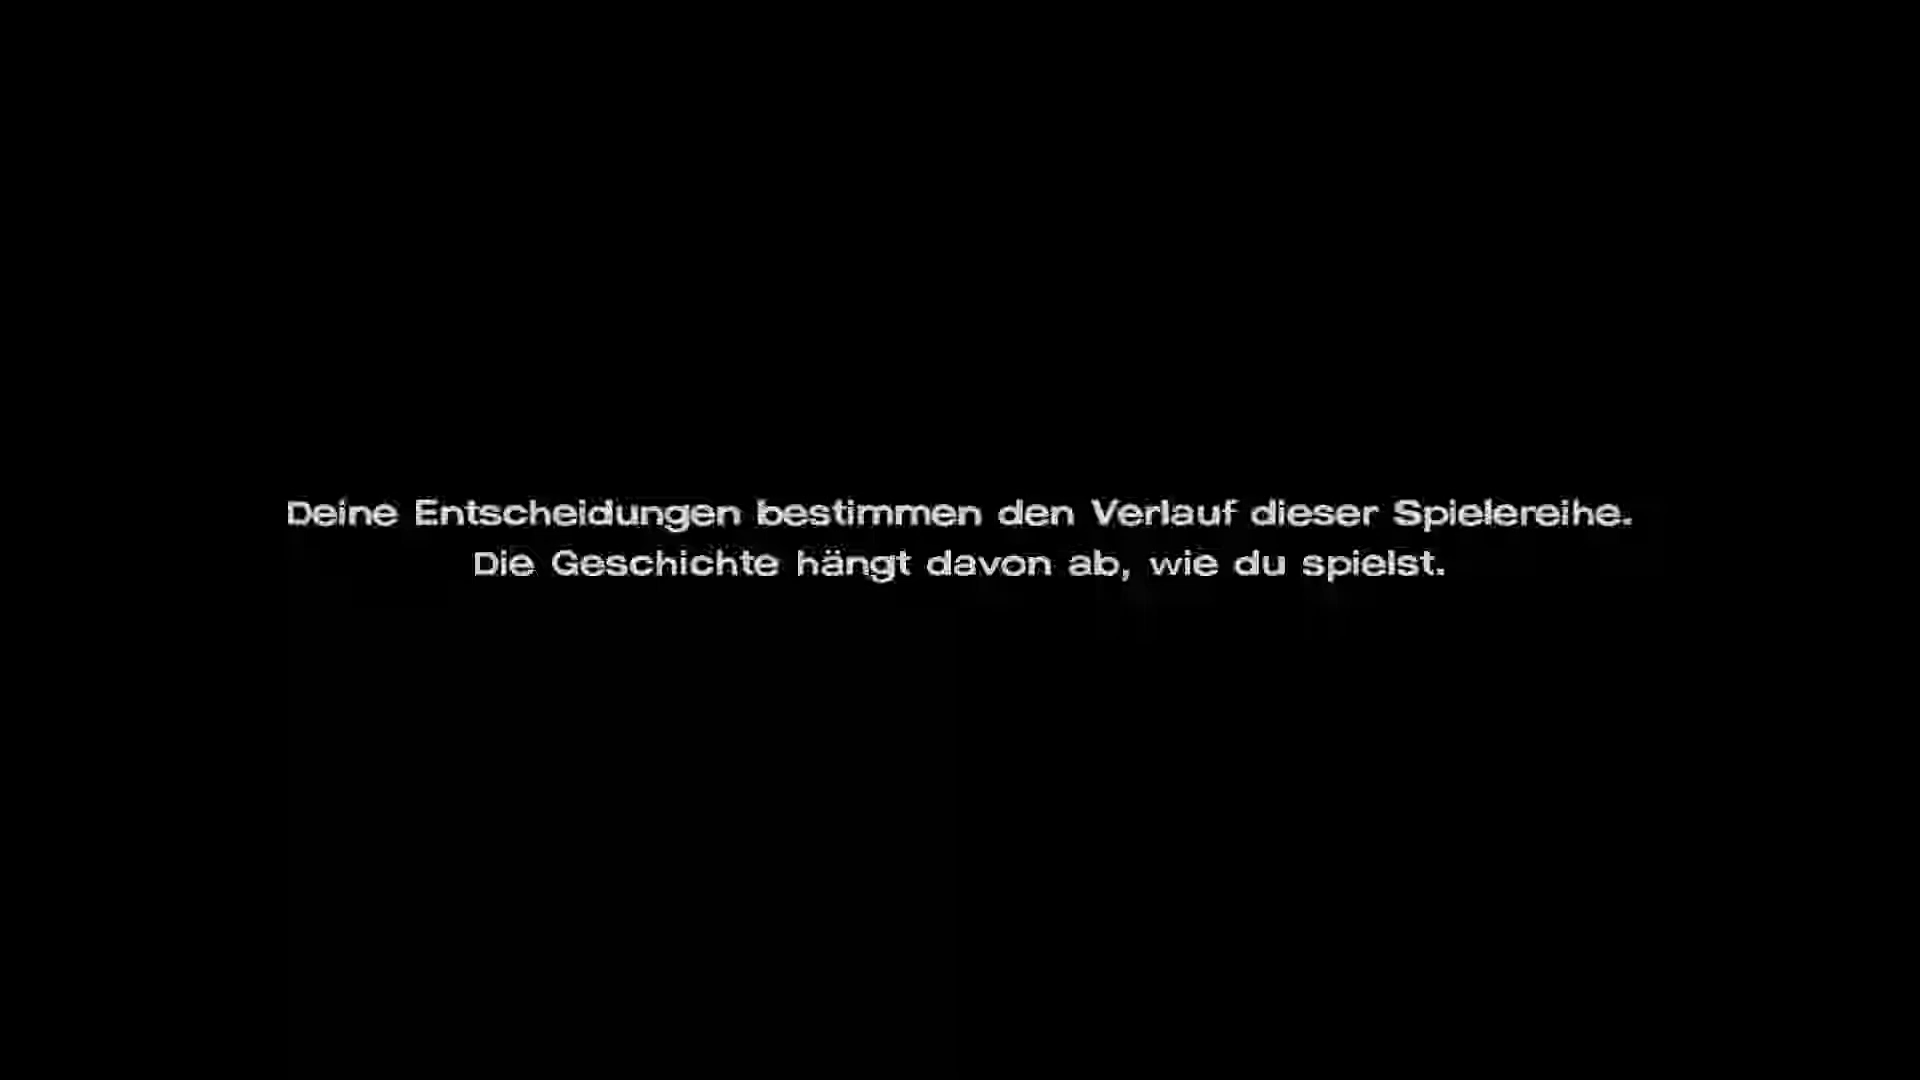 Deine Entscheidungen bestimmen den Verlauf dieser Spielereihe.
Die Geschichte hängt davon ab, wie du spielst.